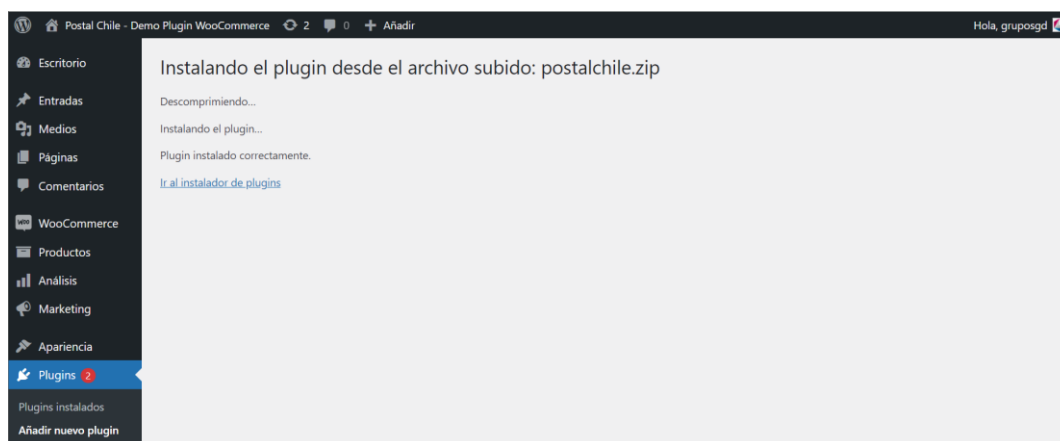 Postal Chile - Demo Plugin WooCommerce 2 0 Añadir Hola, gruposgd
Escritorio
Instalando el plugin desde el archivo subido: postalchile.zip
Entradas
Descomprimiendo...
Medios
Instalando el plugin...
Páginas
Plugin instalado correctamente.
Comentarios
Ir al instalador de plugins
woo WooCommerce
Productos
Análisis
Marketing
Apariencia
Plugins 2
Plugins instalados
Añadir nuevo plugin